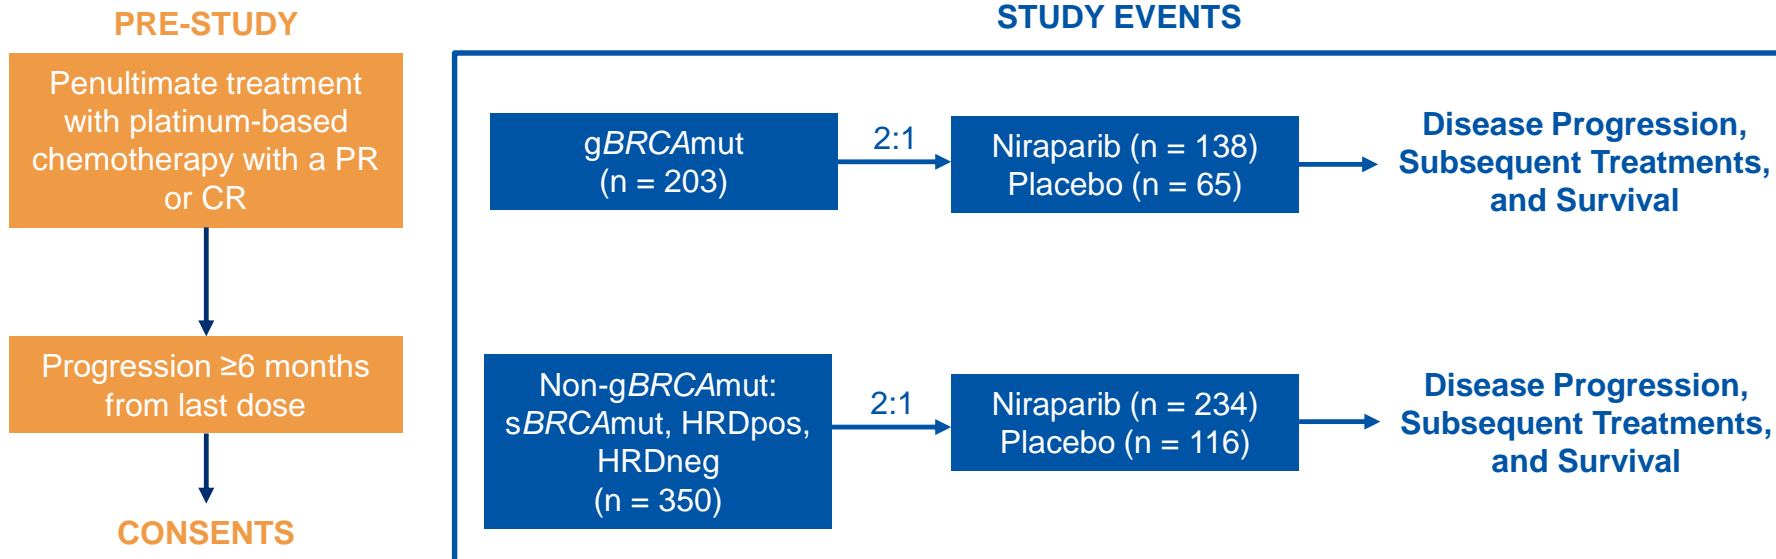 PRE-STUDY
Penultimate treatment
with platinum-based
chemotherapy with a PR
or CR
Progression ≥6 months
from last dose
CONSENTS
STUDY EVENTS
gBRCAmut
(n = 203)
2:1
Niraparib (n = 138)
Placebo (n = 65)
Disease Progression,
Subsequent Treatments,
and Survival
Non-gBRCAmut:
sBRCAmut, HRDpos,
HRDneg
(n = 350)
2:1
Niraparib (n = 234)
Placebo (n = 116)
Disease Progression,
Subsequent Treatments,
and Survival